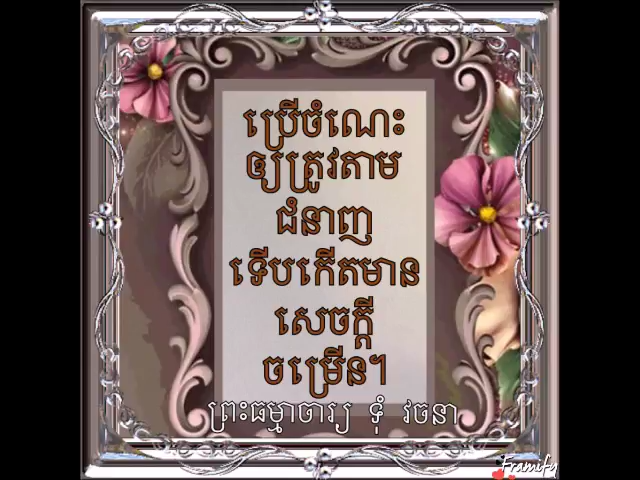 ប្រើចំណេះ
ឲ្យត្រូវតាម
ជំនាញ
ទើបកើតមាន
សេចក្ដី
ចម្រើនៗ
ព្រះធម្មាចារ្យ ទុំ វចនា
Framify